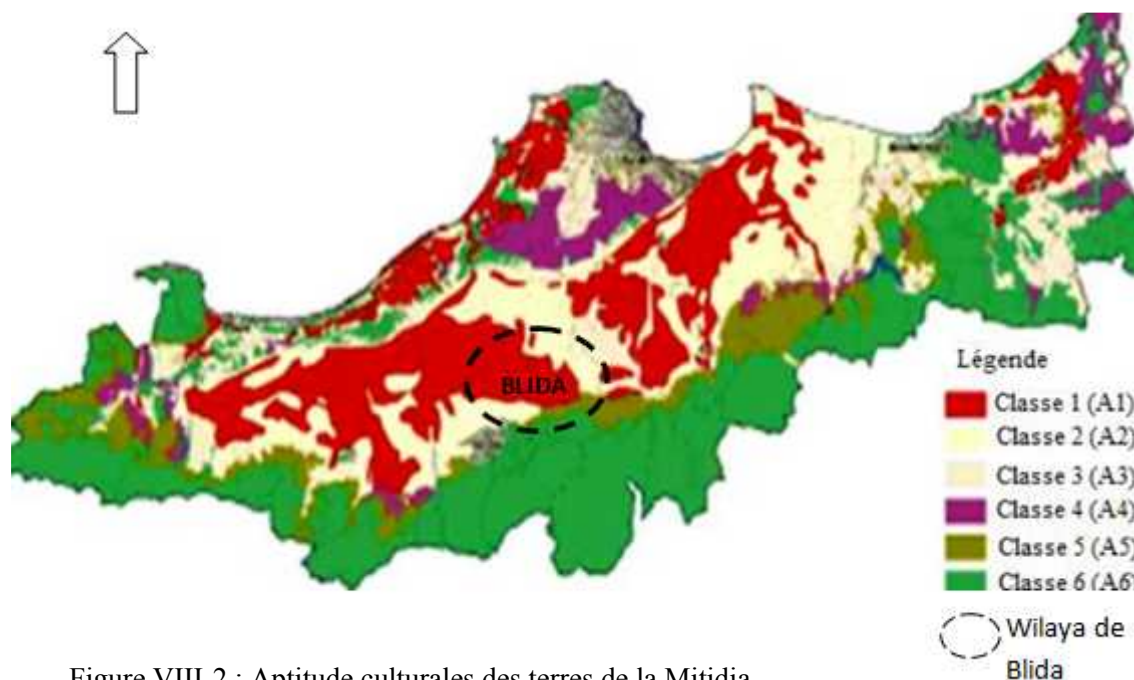 BLIDA
Légende
Classe 1 (A1)
Classe 2 (A2)
Classe 3 (A3)
Classe 4 (A4)
Classe 5 (A5)
Classe 6 (A6)
Wilaya de
Blida
Figure VIII.2 : Aptitude culturales des terres de la Mitidja